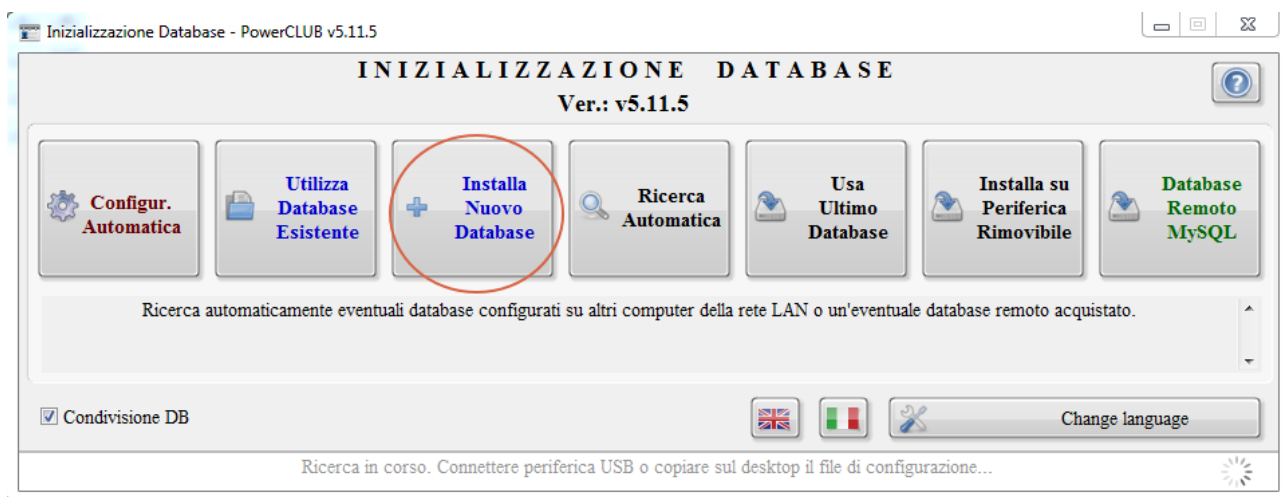 Inizializzazione Database - PowerCLUB v5.11.5
INIZIALIZZAZIONE DATABASE
Ver.: v5.11.5
Configur.
Automatica
Utilizza
Database
Esistente
Installa
Nuovo
Database
Ricerca
Automatica
Usa
Ultimo
Database
Installa su
Periferica
Rimovibile
Database
Remoto
MySQL
Ricerca automaticamente eventuali database configurati su altri computer della rete LAN o un'eventuale database remoto acquistato.
Condivisione DB
Change language
Ricerca in corso. Connettere periferica USB o copiare sul desktop il file di configurazione...